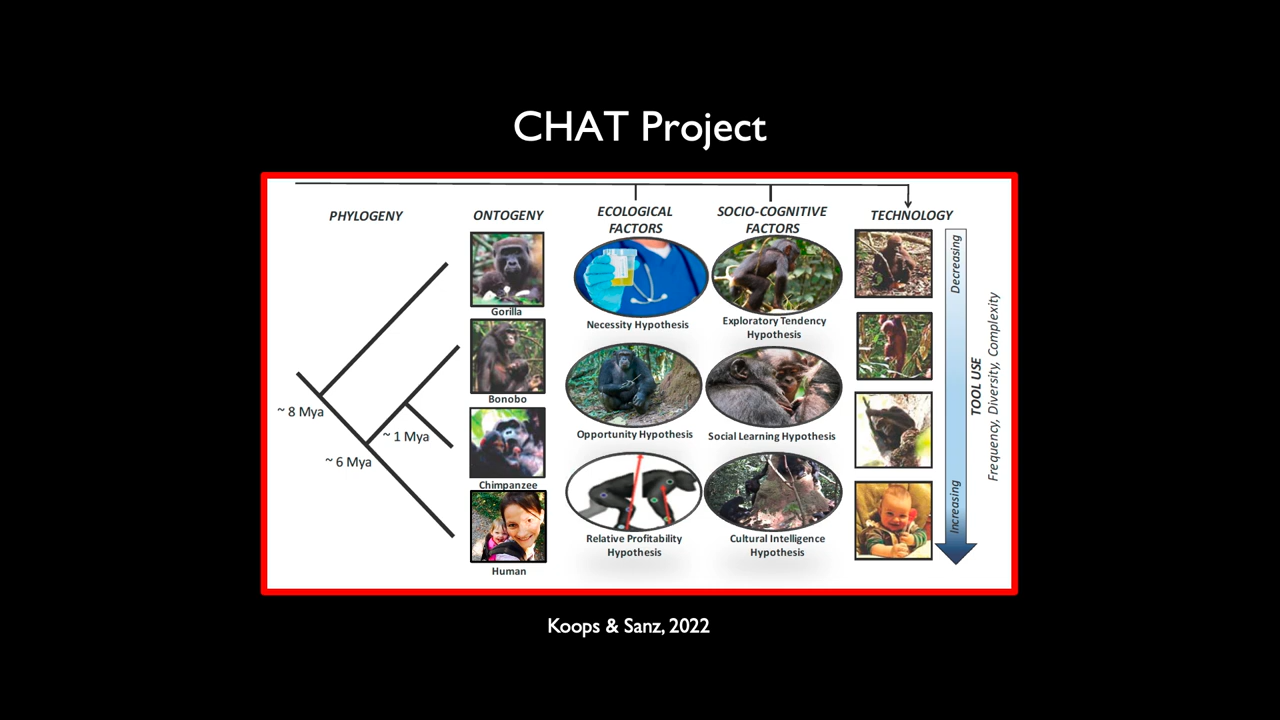 CHAT Project
PHYLOGENY
ONTOGENY
ECOLOGICAL
FACTORS
SOCIO-COGNITIVE
FACTORS
TECHNOLOGY
~ 8 Mya
~ 1 Mya
~ 6 Mya
Gorilla
Bonobo
Chimpanzee
Human
Necessity Hypothesis
Opportunity Hypothesis
Relative Profitability
Hypothesis
Exploratory Tendency
Hypothesis
Social Learning Hypothesis
Cultural Intelligence
Hypothesis
Decreasing
Increasing
TOOL USE
Frequency, Diversity, Complexity
Koops & Sanz, 2022